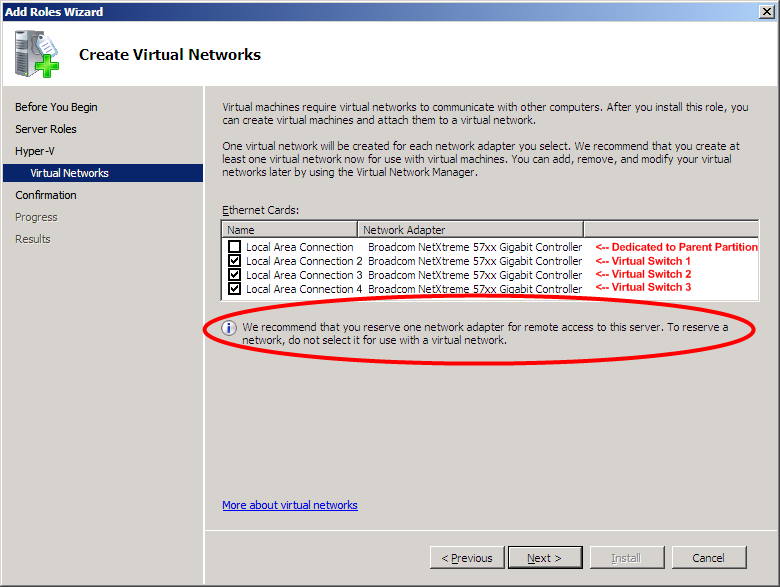 Add Roles Wizard
Create Virtual Networks
Before You Begin
Server Roles
Hyper-V
Virtual Networks
Confirmation
Progress
Results
Virtual machines require virtual networks to communicate with other computers. After you install this role, you
can create virtual machines and attach them to a virtual network.
One virtual network will be created for each network adapter you select. We recommend that you create at
least one virtual network now for use with virtual machines. You can add, remove, and modify your virtual
networks later by using the Virtual Network Manager.
Ethernet Cards:
Name Network Adapter
Local Area Connection Broadcom NetXtreme 57xx Gigabit Controller <-- Dedicated to Parent Partition
Local Area Connection 2 Broadcom NetXtreme 57xx Gigabit Controller <-- Virtual Switch 1
Local Area Connection 3 Broadcom NetXtreme 57xx Gigabit Controller <-- Virtual Switch 2
Local Area Connection 4 Broadcom NetXtreme 57xx Gigabit Controller <-- Virtual Switch 3
We recommend that you reserve one network adapter for remote access to this server. To reserve a
network, do not select it for use with a virtual network.
More about virtual networks
< Previous Next > Install Cancel